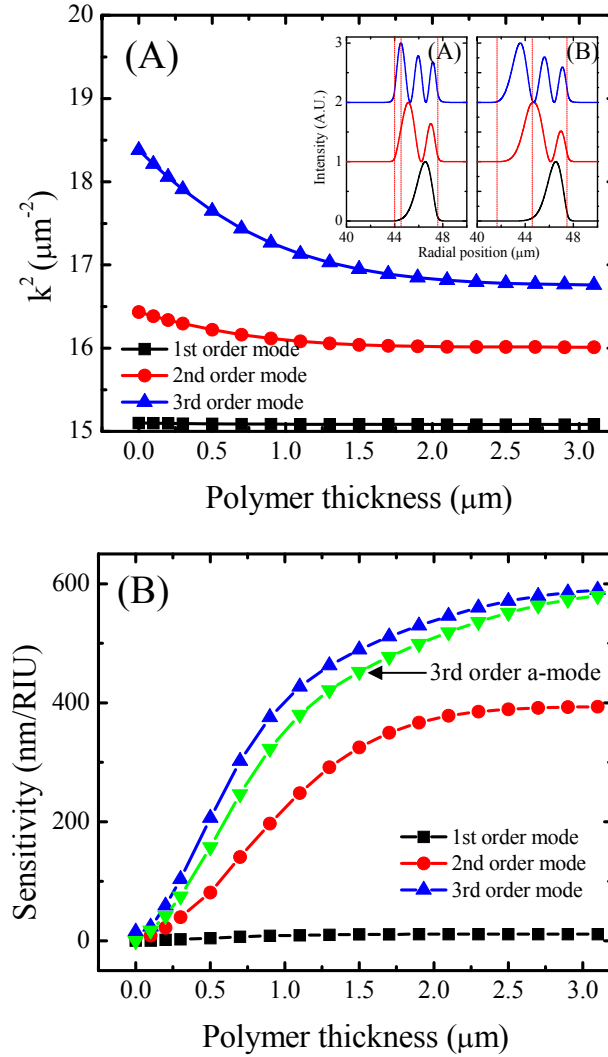 (A)
k² (μm⁻²)
20
19
18
17
16
15
0.0 0.5 1.0 1.5 2.0 2.5 3.0
Polymer thickness (μm)
1st order mode
2nd order mode
3rd order mode
(A) (B)
Intensity (A.U.)
3
2
1
0
40 44 48 40 44 48
Radial position (μm)
(B)
Sensitivity (nm/RIU)
600
400
200
0
3rd order a-mode
1st order mode
2nd order mode
3rd order mode
0.0 0.5 1.0 1.5 2.0 2.5 3.0
Polymer thickness (μm)